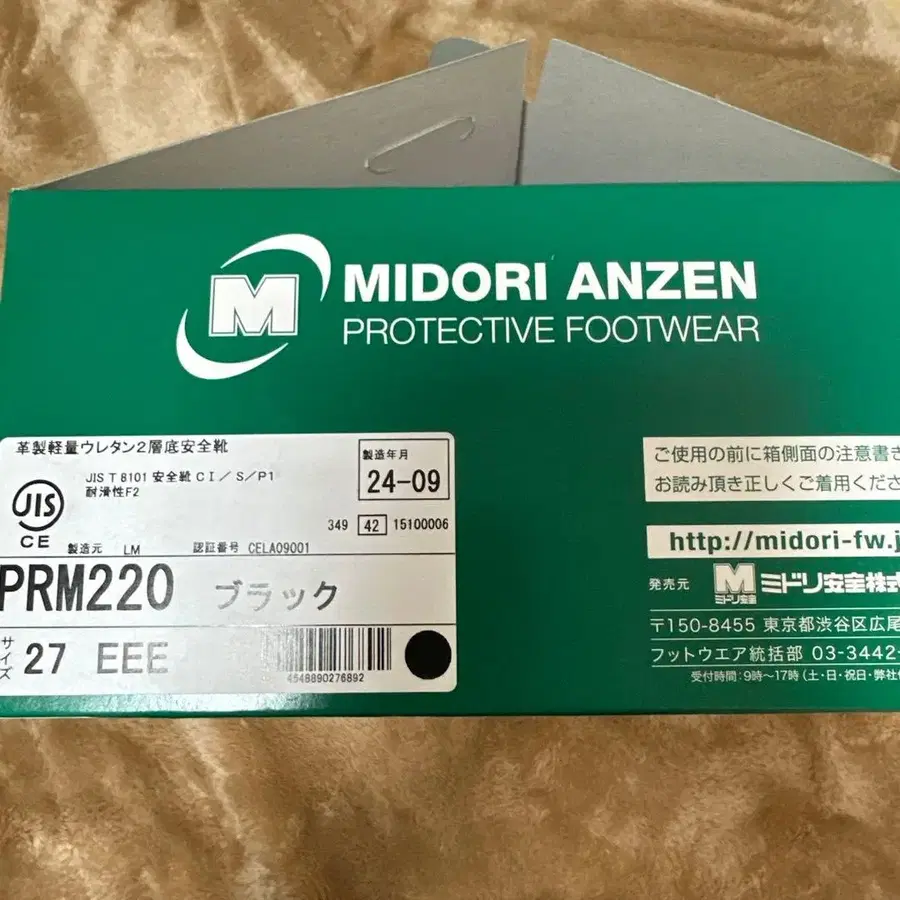 M
MIDORI ANZEN
PROTECTIVE FOOTWEAR
革製軽量ウレタン2層底安全靴
JIS T 8101 安全靴 CI/S/P1
耐滑性F2
製造年月
24-09
JIS
CE
349 42 15100006
製造元 LM 認証番号 CELA09001
PRM220 ブラック
サイズ 27 EEE
4548890276892
ご使用の前に箱側面の注意書き
お読み頂き正しくご着用くださ
http://midori-fw.j
発売元 M ミドリ安全 ミドリ安全株式
〒150-8455 東京都渋谷区広尾
フットウエア統括部 03-3442-
受付時間:9時〜17時(土・日・祝日・弊社